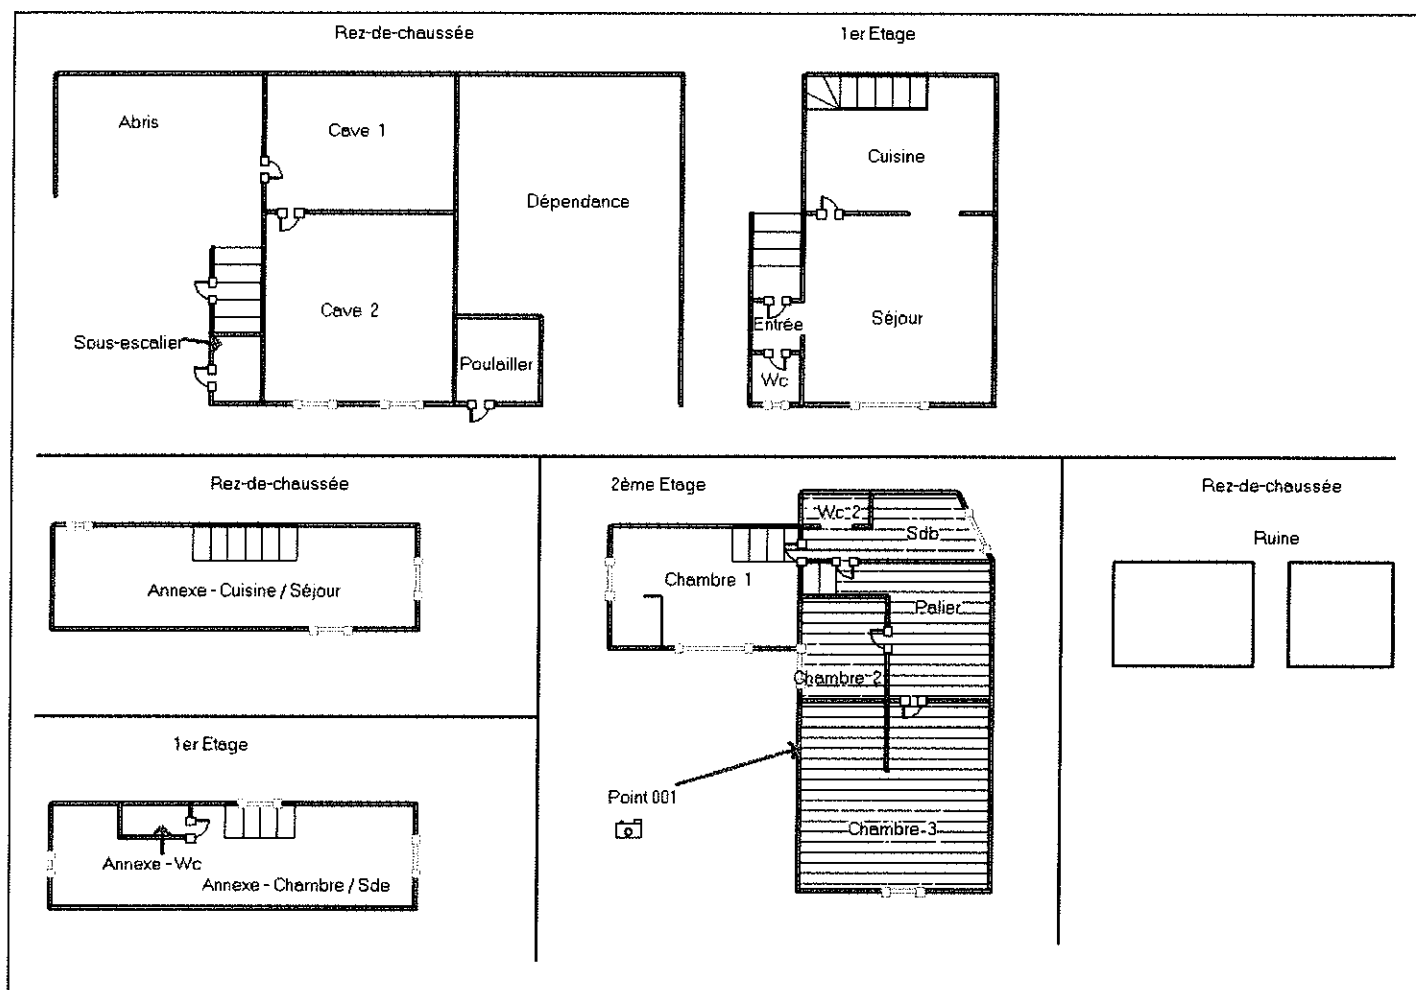 Rez-de-chaussée
1er Etage
Abris
Cave 1
Cuisine
Dépendance
Cave 2
Entrée
Séjour
Sous-escalier
Poulailler
Wc
Rez-de-chaussée
2ème Etage
Rez-de-chaussée
Wc 2
Sdb
Ruine
Annexe - Cuisine / Séjour
Chambre 1
Palier
Chambre 2
1er Etage
Point 001
Chambre 3
Annexe - Wc
Annexe - Chambre / Sde